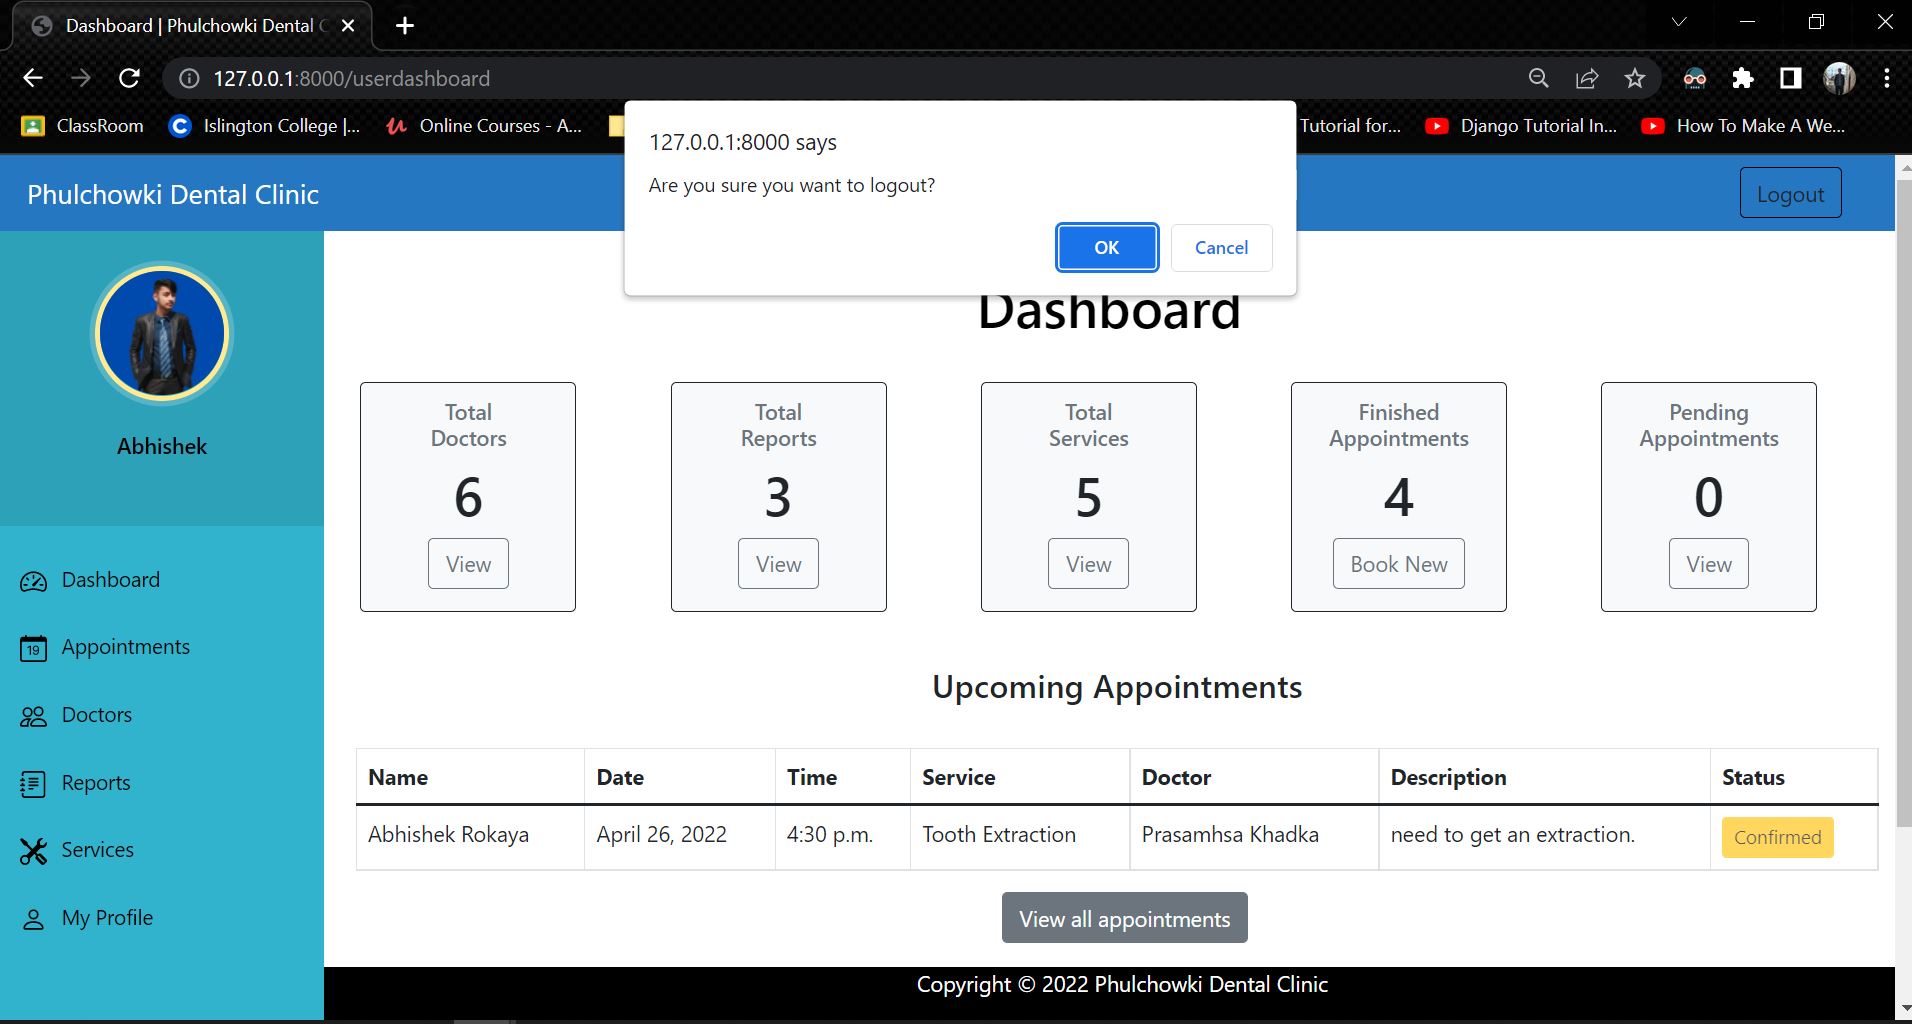 Dashboard | Phulchowki Dental
127.0.0.1:8000/userdashboard
ClassRoom
Islington College |...
Online Courses - A...
Tutorial for...
Django Tutorial In...
How To Make A We...
127.0.0.1:8000 says
Are you sure you want to logout?
OK
Cancel
Phulchowki Dental Clinic
Logout
Abhishek
Dashboard
Appointments
19
Doctors
Reports
Services
My Profile
Dashboard
Total
Doctors
6
View
Total
Reports
3
View
Total
Services
5
View
Finished
Appointments
4
Book New
Pending
Appointments
0
View
Upcoming Appointments
Name Date Time Service Doctor Description Status
Abhishek Rokaya April 26, 2022 4:30 p.m. Tooth Extraction Prasamhsa Khadka need to get an extraction. Confirmed
View all appointments
Copyright © 2022 Phulchowki Dental Clinic